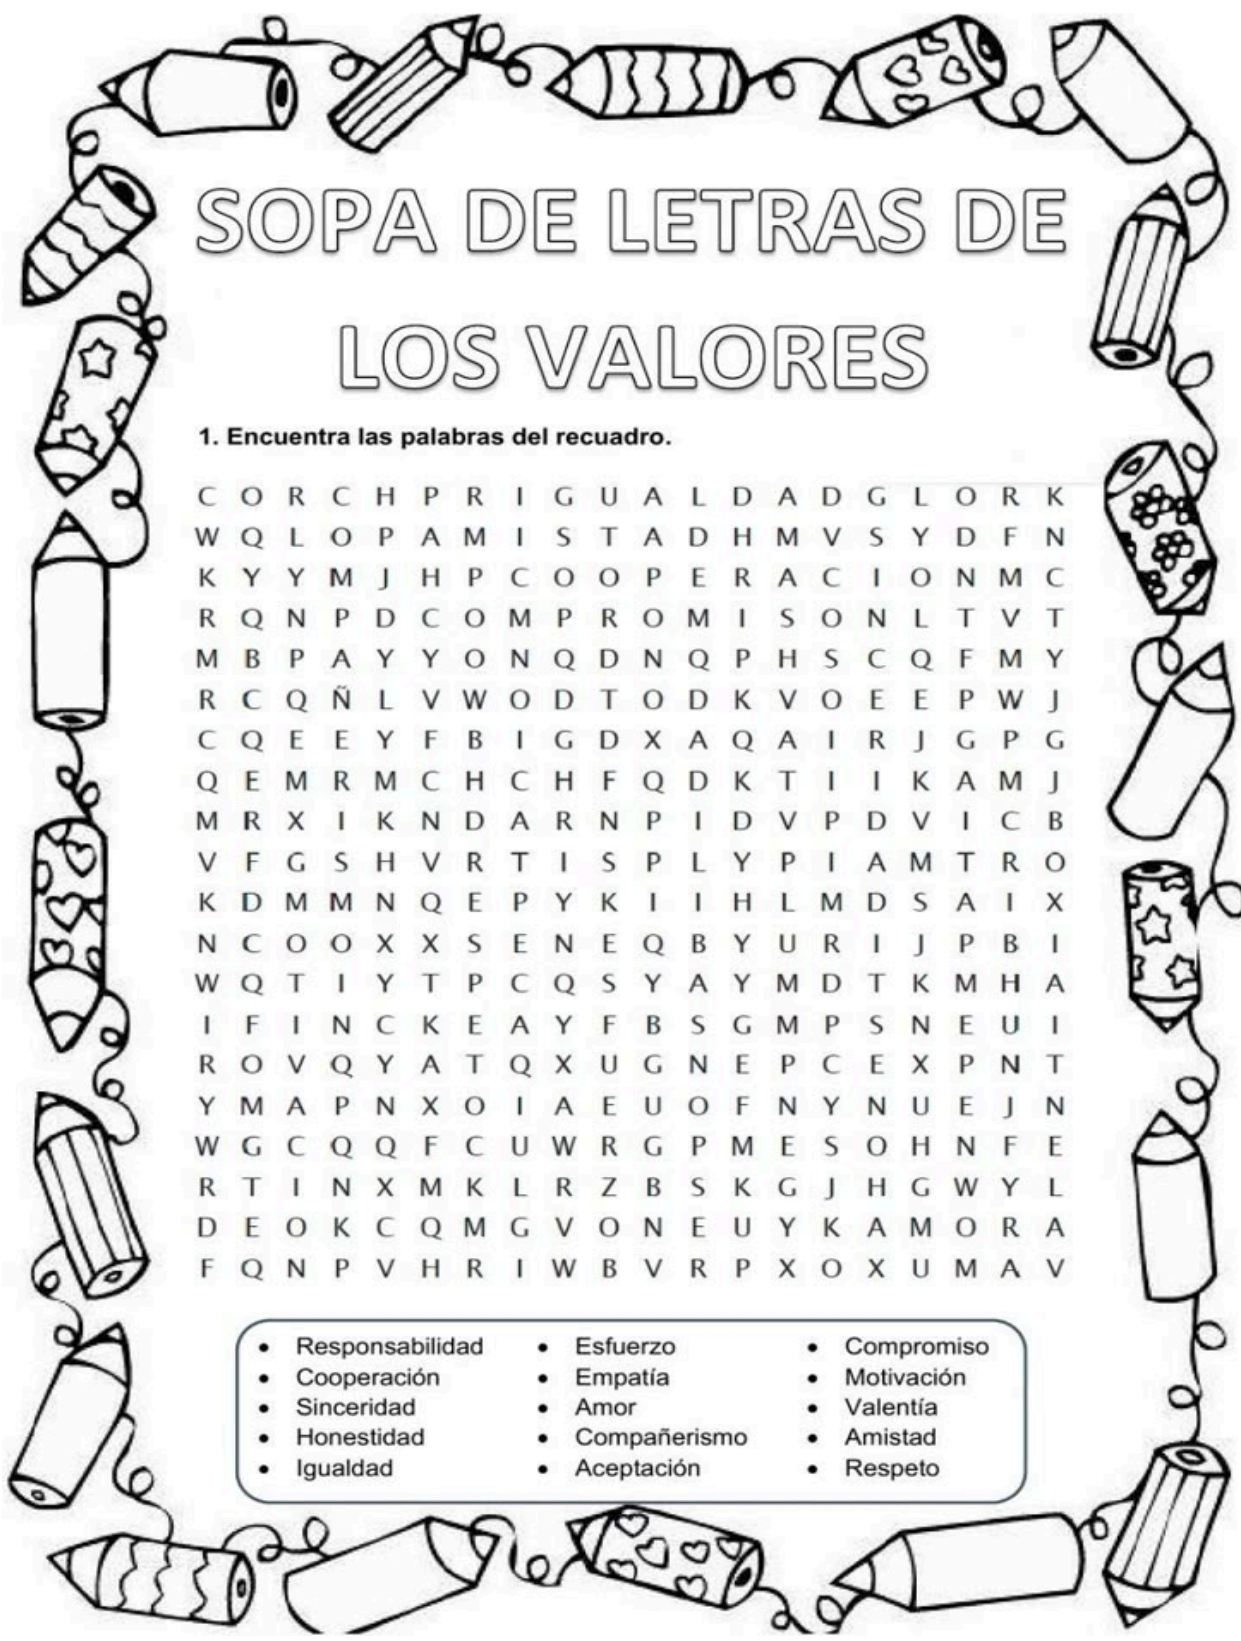 SOPA DE LETRAS DE
LOS VALORES
1. Encuentra las palabras del recuadro.
C O R C H P R I G U A L D A D G L O R K
W Q L O P A M I S T A D H M V S Y D F N
K Y Y M J H P C O O P E R A C I O N M C
R Q N P D C O M P R O M I S O N L T V T
M B P A Y Y O N Q D N Q P H S C Q F M Y
R C Q Ñ L V W O D T O D K V O E E P W J
C Q E E Y F B I G D X A Q A I R J G P G
Q E M R M C H C H F Q D K T I I K A M J
M R X I K N D A R N P I D V P D V I C B
V F G S H V R T I S P L Y P I A M T R O
K D M M N Q E P Y K I I H L M D S A I X
N C O O X X S E N E Q B Y U R I J P B I
W Q T I Y T P C Q S Y A Y M D T K M H A
I F I N C K E A Y F B S G M P S N E U I
R O V Q Y A T Q X U G N E P C E X P N T
Y M A P N X O I A E U O F N Y N U E J N
W G C Q Q F C U W R G P M E S O H N F E
R T I N X M K L R Z B S K G J H G W Y L
D E O K C Q M G V O N E U Y K A M O R A
F Q N P V H R I W B V R P X O X U M A V
• Responsabilidad
• Cooperación
• Sinceridad
• Honestidad
• Igualdad
• Esfuerzo
• Empatía
• Amor
• Compañerismo
• Aceptación
• Compromiso
• Motivación
• Valentía
• Amistad
• Respeto